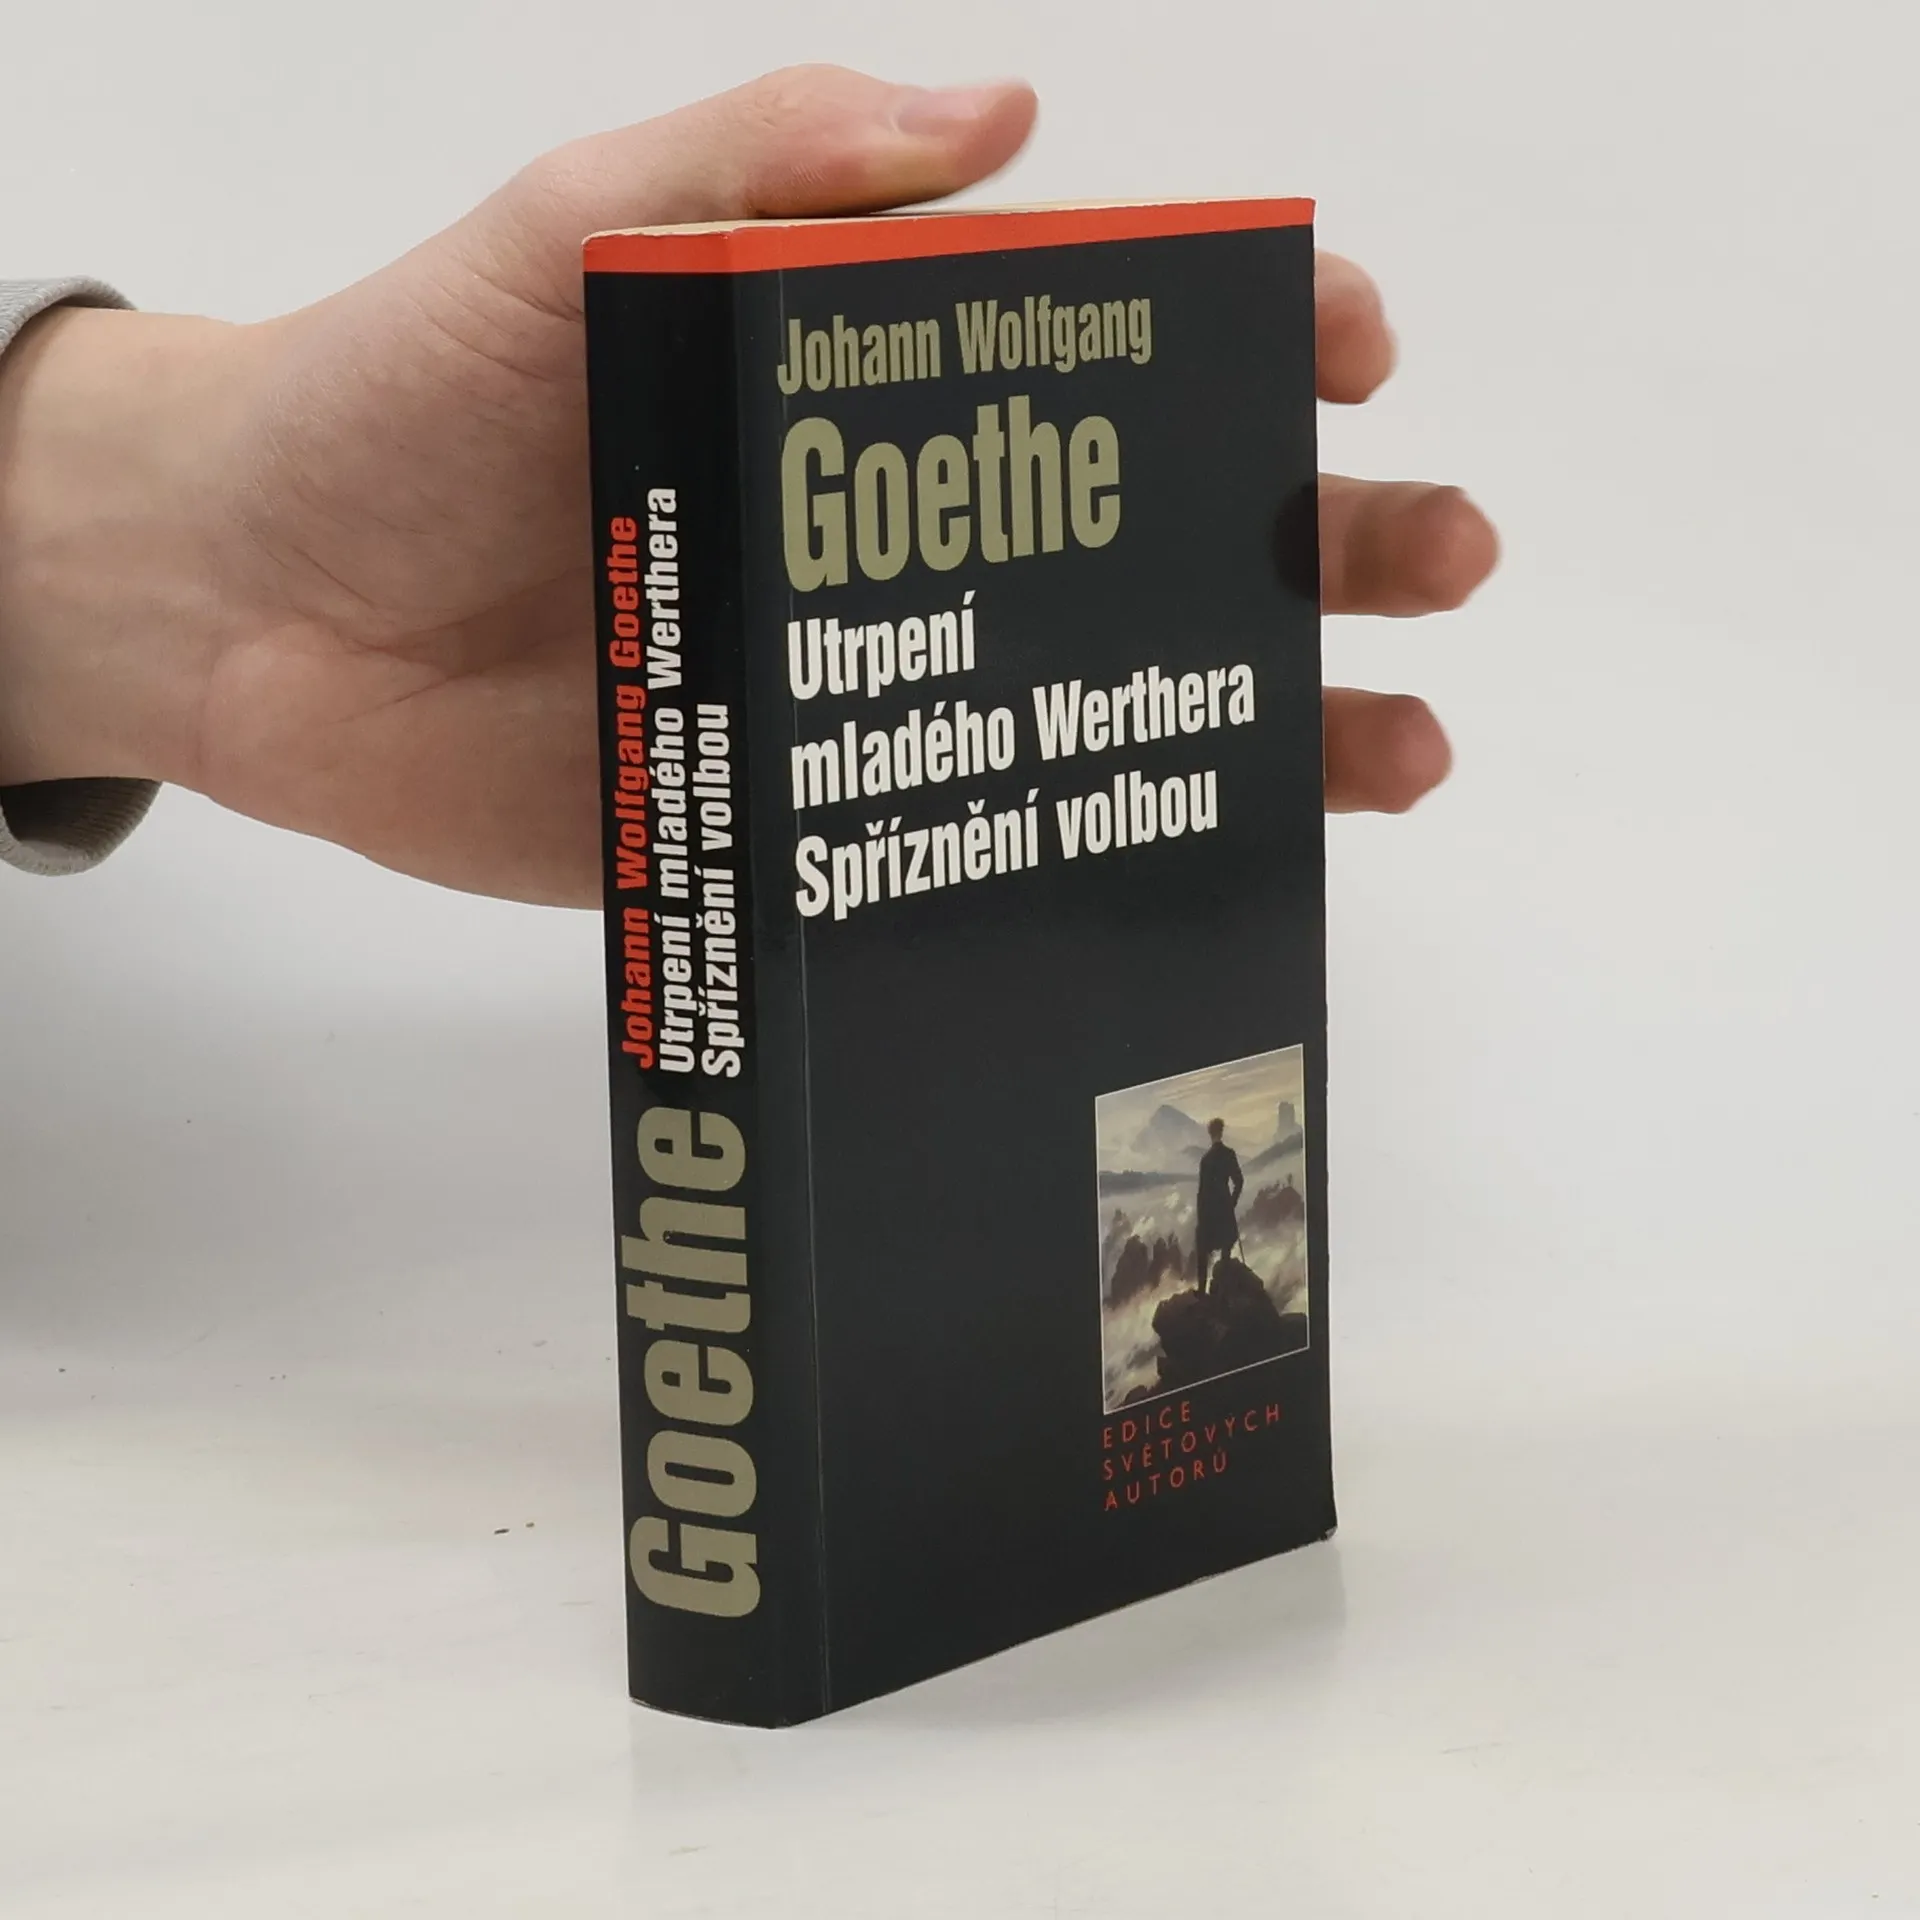 Johann Wolfgang
Goethe
Utrpení
mladého Werthera
Spříznění volbou
EDICE
SVĚTOVÝCH
AUTORŮ
Johann Wolfgang Goethe
Utrpení mladého Werthera
Spříznění volbou
Goethe